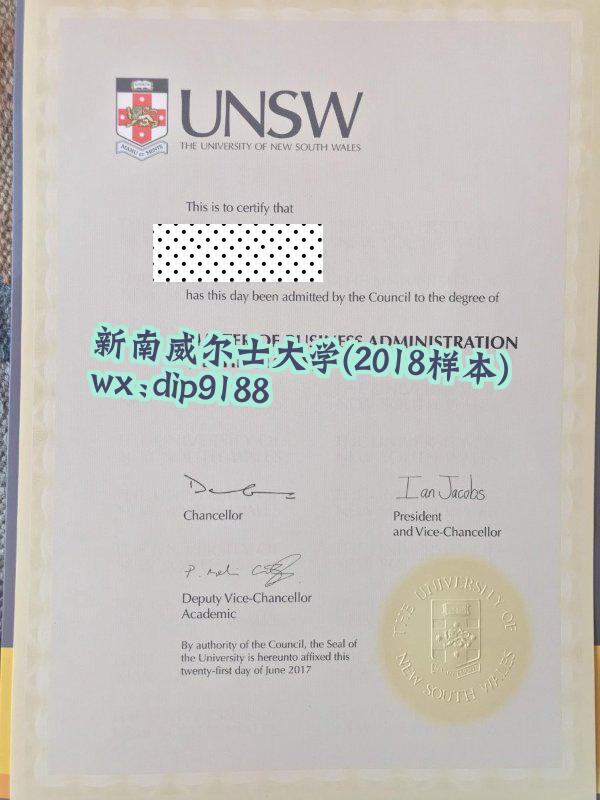 MANU ET MENTE
UNSW
THE UNIVERSITY OF NEW SOUTH WALES
This is to certify that
has this day been admitted by the Council to the degree of
OF BUSINESS ADMINISTRATION
新南威尔士大学(2018样本)
wx:dip9188
Ian Jacobs
Chancellor
President
and Vice-Chancellor
Deputy Vice-Chancellor
Academic
By authority of the Council, the Seal of
the University is hereunto affixed this
twenty-first day of June 2017
THE UNIVERSITY OF
NEW SOUTH WALES